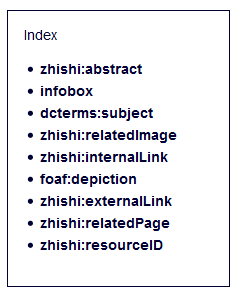 Index
zhishi:abstract
infobox
dcterms:subject
zhishi:relatedImage
zhishi:internalLink
foaf:depiction
zhishi:externalLink
zhishi:relatedPage
zhishi:resourceID